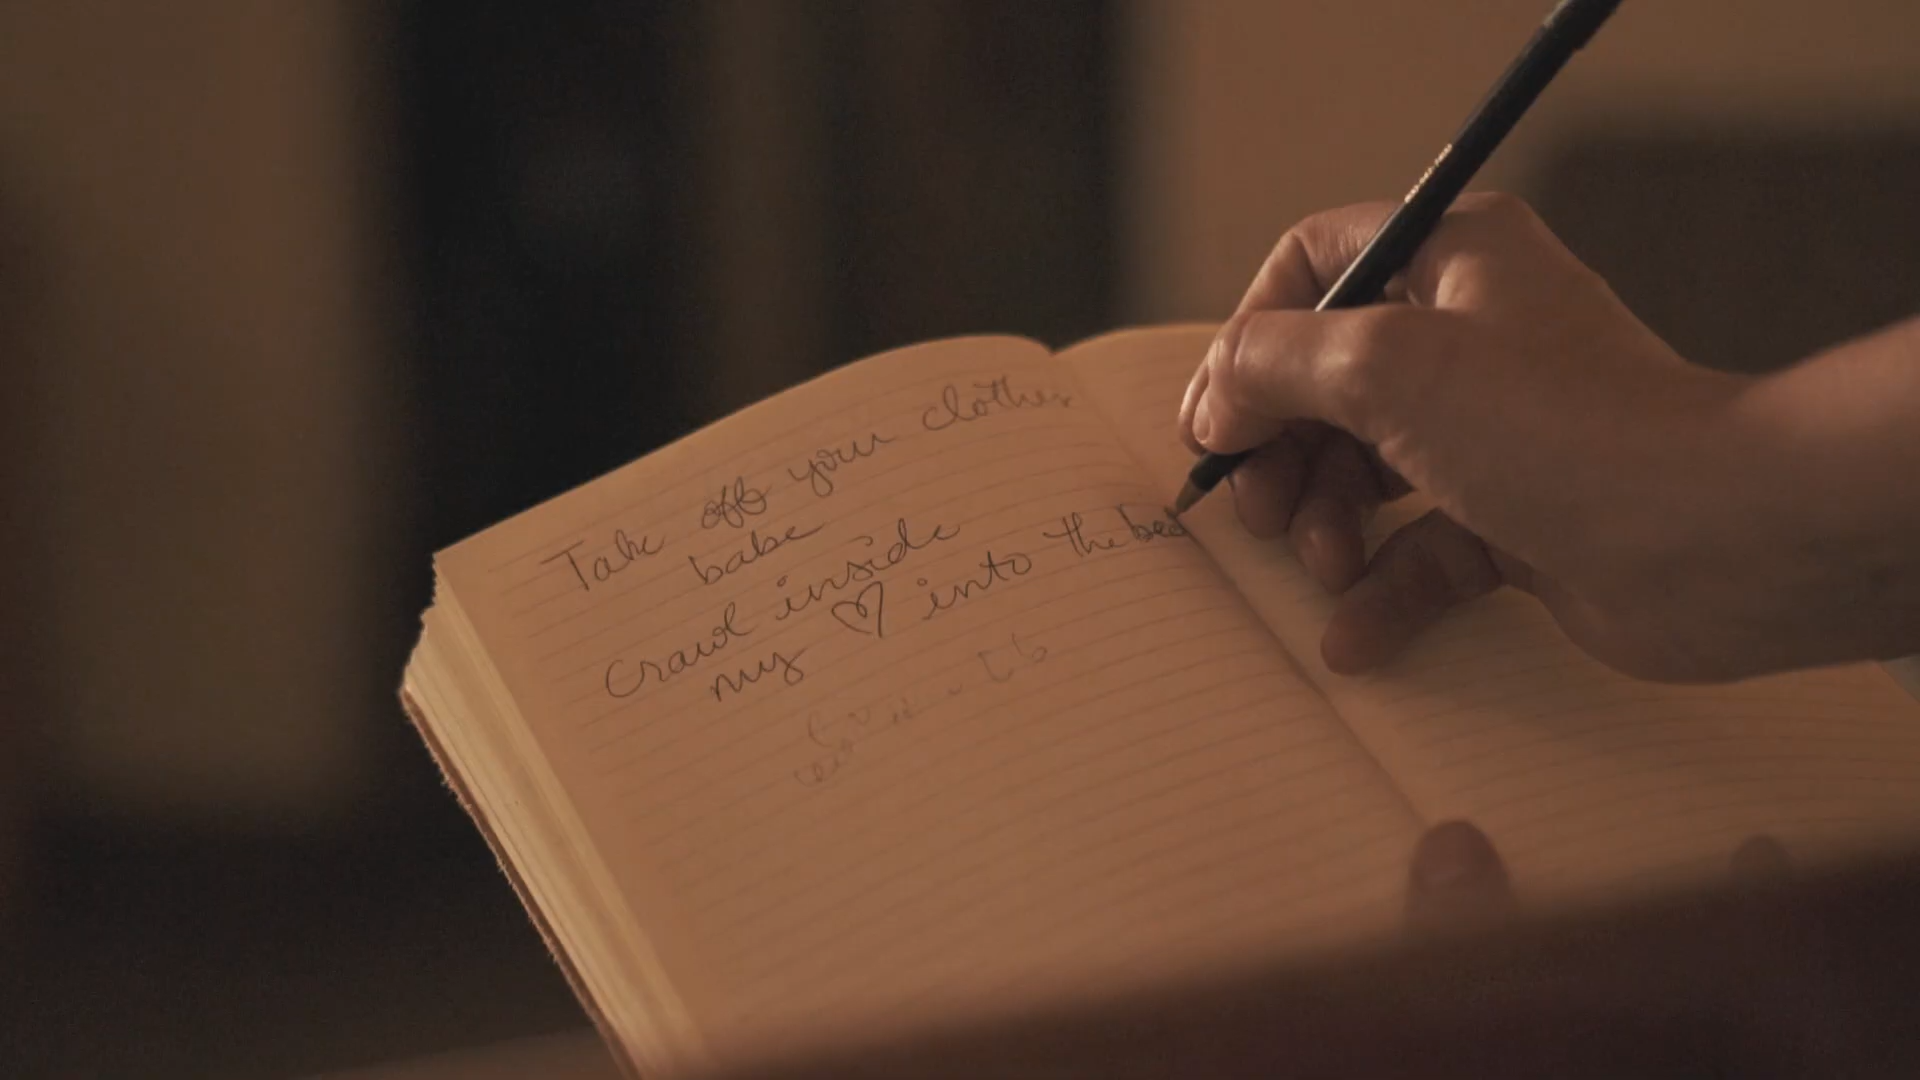 Take off your clothes
babe
Crawl inside
my ♡ into the bed